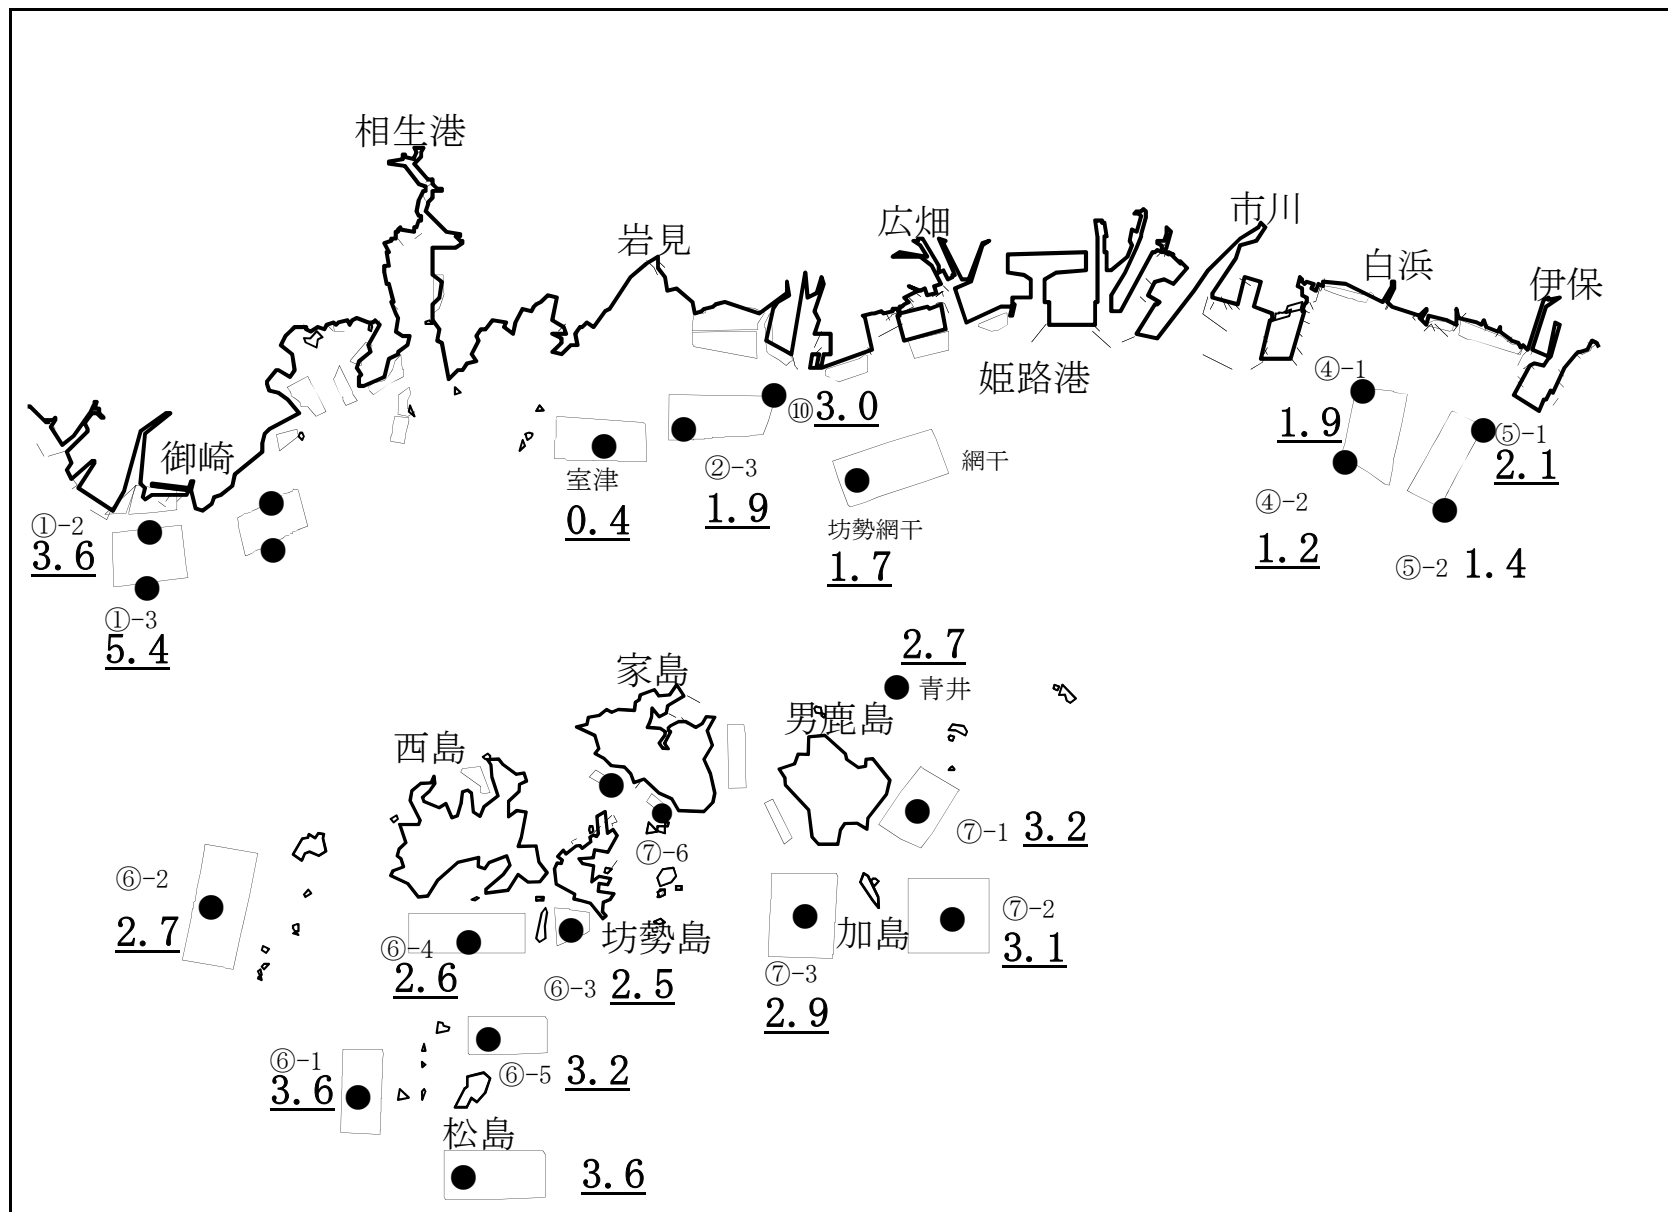 相生港
市川
広畑
岩見
白浜
伊保
④-1
姫路港
⑩3.0
1.9
⑤-1
2.1
御崎
室津
0.4
②-3
1.9
網干
坊勢網干
1.7
④-2
1.2
⑤-2 1.4
①-2
3.6
①-3
5.4
2.7
青井
家島
男鹿島
西島
⑦-1 3.2
⑦-6
⑥-2
2.7
⑥-4
2.6
坊勢島
⑥-3 2.5
加島
⑦-2
3.1
⑦-3
2.9
⑥-1
3.6
⑥-5 3.2
松島
3.6